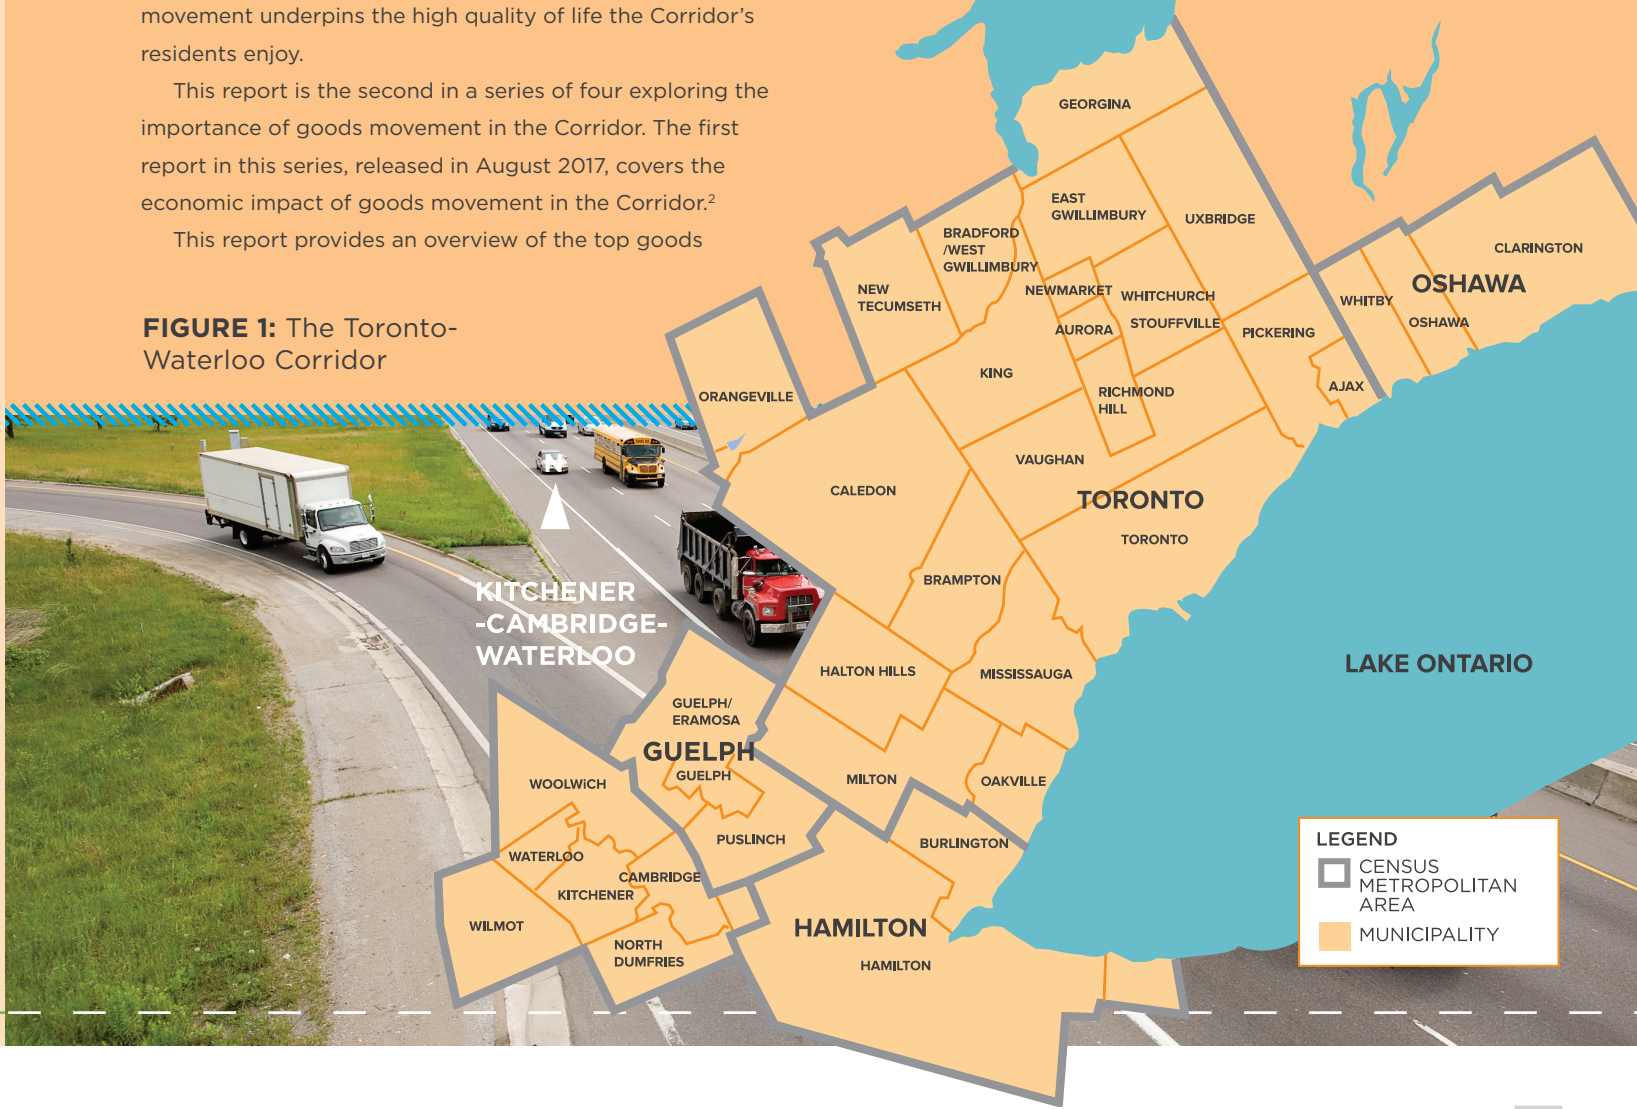 movement underpins the high quality of life the Corridor's
residents enjoy.
This report is the second in a series of four exploring the
importance of goods movement in the Corridor. The first
report in this series, released in August 2017, covers the
economic impact of goods movement in the Corridor.²
This report provides an overview of the top goods
FIGURE 1: The Toronto-
Waterloo Corridor
GEORGINA
EAST
GWILLIMBURY
UXBRIDGE
BRADFORD
/WEST
GWILLIMBURY
CLARINGTON
OSHAWA
NEW
TECUMSETH
NEWMARKET
WHITCHURCH
STOUFFVILLE
WHITBY
OSHAWA
AURORA
PICKERING
KING
AJAX
ORANGEVILLE
RICHMOND
HILL
VAUGHAN
CALEDON
TORONTO
TORONTO
N
BRAMPTON
KITCHENER
-CAMBRIDGE-
WATERLOO
LAKE ONTARIO
HALTON HILLS
MISSISSAUGA
GUELPH/
ERAMOSA
GUELPH
GUELPH
WOOLWiCH
MILTON
OAKVILLE
PUSLINCH
BURLINGTON
WATERLOO
CAMBRIDGE
KITCHENER
WILMOT
HAMILTON
NORTH
DUMFRIES
HAMILTON
LEGEND
CENSUS
METROPOLITAN
AREA
MUNICIPALITY